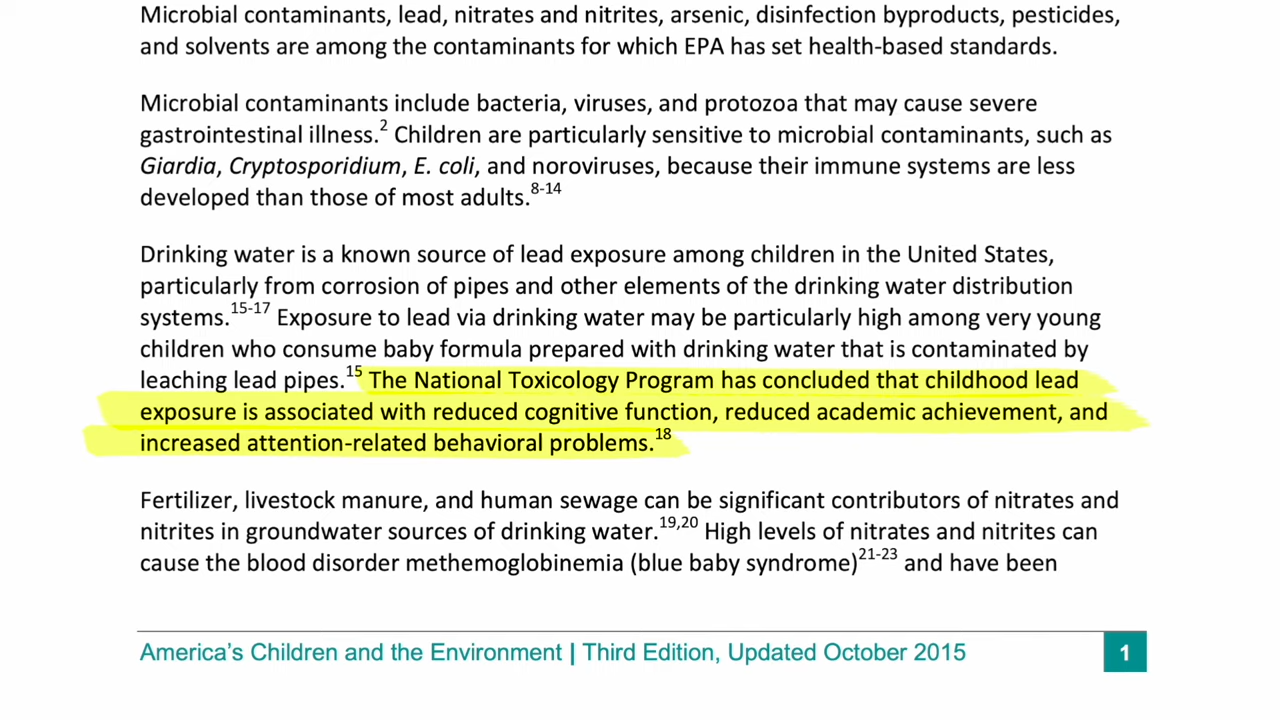 Microbial contaminants, lead, nitrates and nitrites, arsenic, disinfection byproducts, pesticides,
and solvents are among the contaminants for which EPA has set health-based standards.
Microbial contaminants include bacteria, viruses, and protozoa that may cause severe
gastrointestinal illness.2 Children are particularly sensitive to microbial contaminants, such as
Giardia, Cryptosporidium, E. coli, and noroviruses, because their immune systems are less
developed than those of most adults.8-14
Drinking water is a known source of lead exposure among children in the United States,
particularly from corrosion of pipes and other elements of the drinking water distribution
systems.15-17 Exposure to lead via drinking water may be particularly high among very young
children who consume baby formula prepared with drinking water that is contaminated by
leaching lead pipes.15 The National Toxicology Program has concluded that childhood lead
exposure is associated with reduced cognitive function, reduced academic achievement, and
increased attention-related behavioral problems.18
Fertilizer, livestock manure, and human sewage can be significant contributors of nitrates and
nitrites in groundwater sources of drinking water.19,20 High levels of nitrates and nitrites can
cause the blood disorder methemoglobinemia (blue baby syndrome)21-23 and have been
America's Children and the Environment | Third Edition, Updated October 2015 1